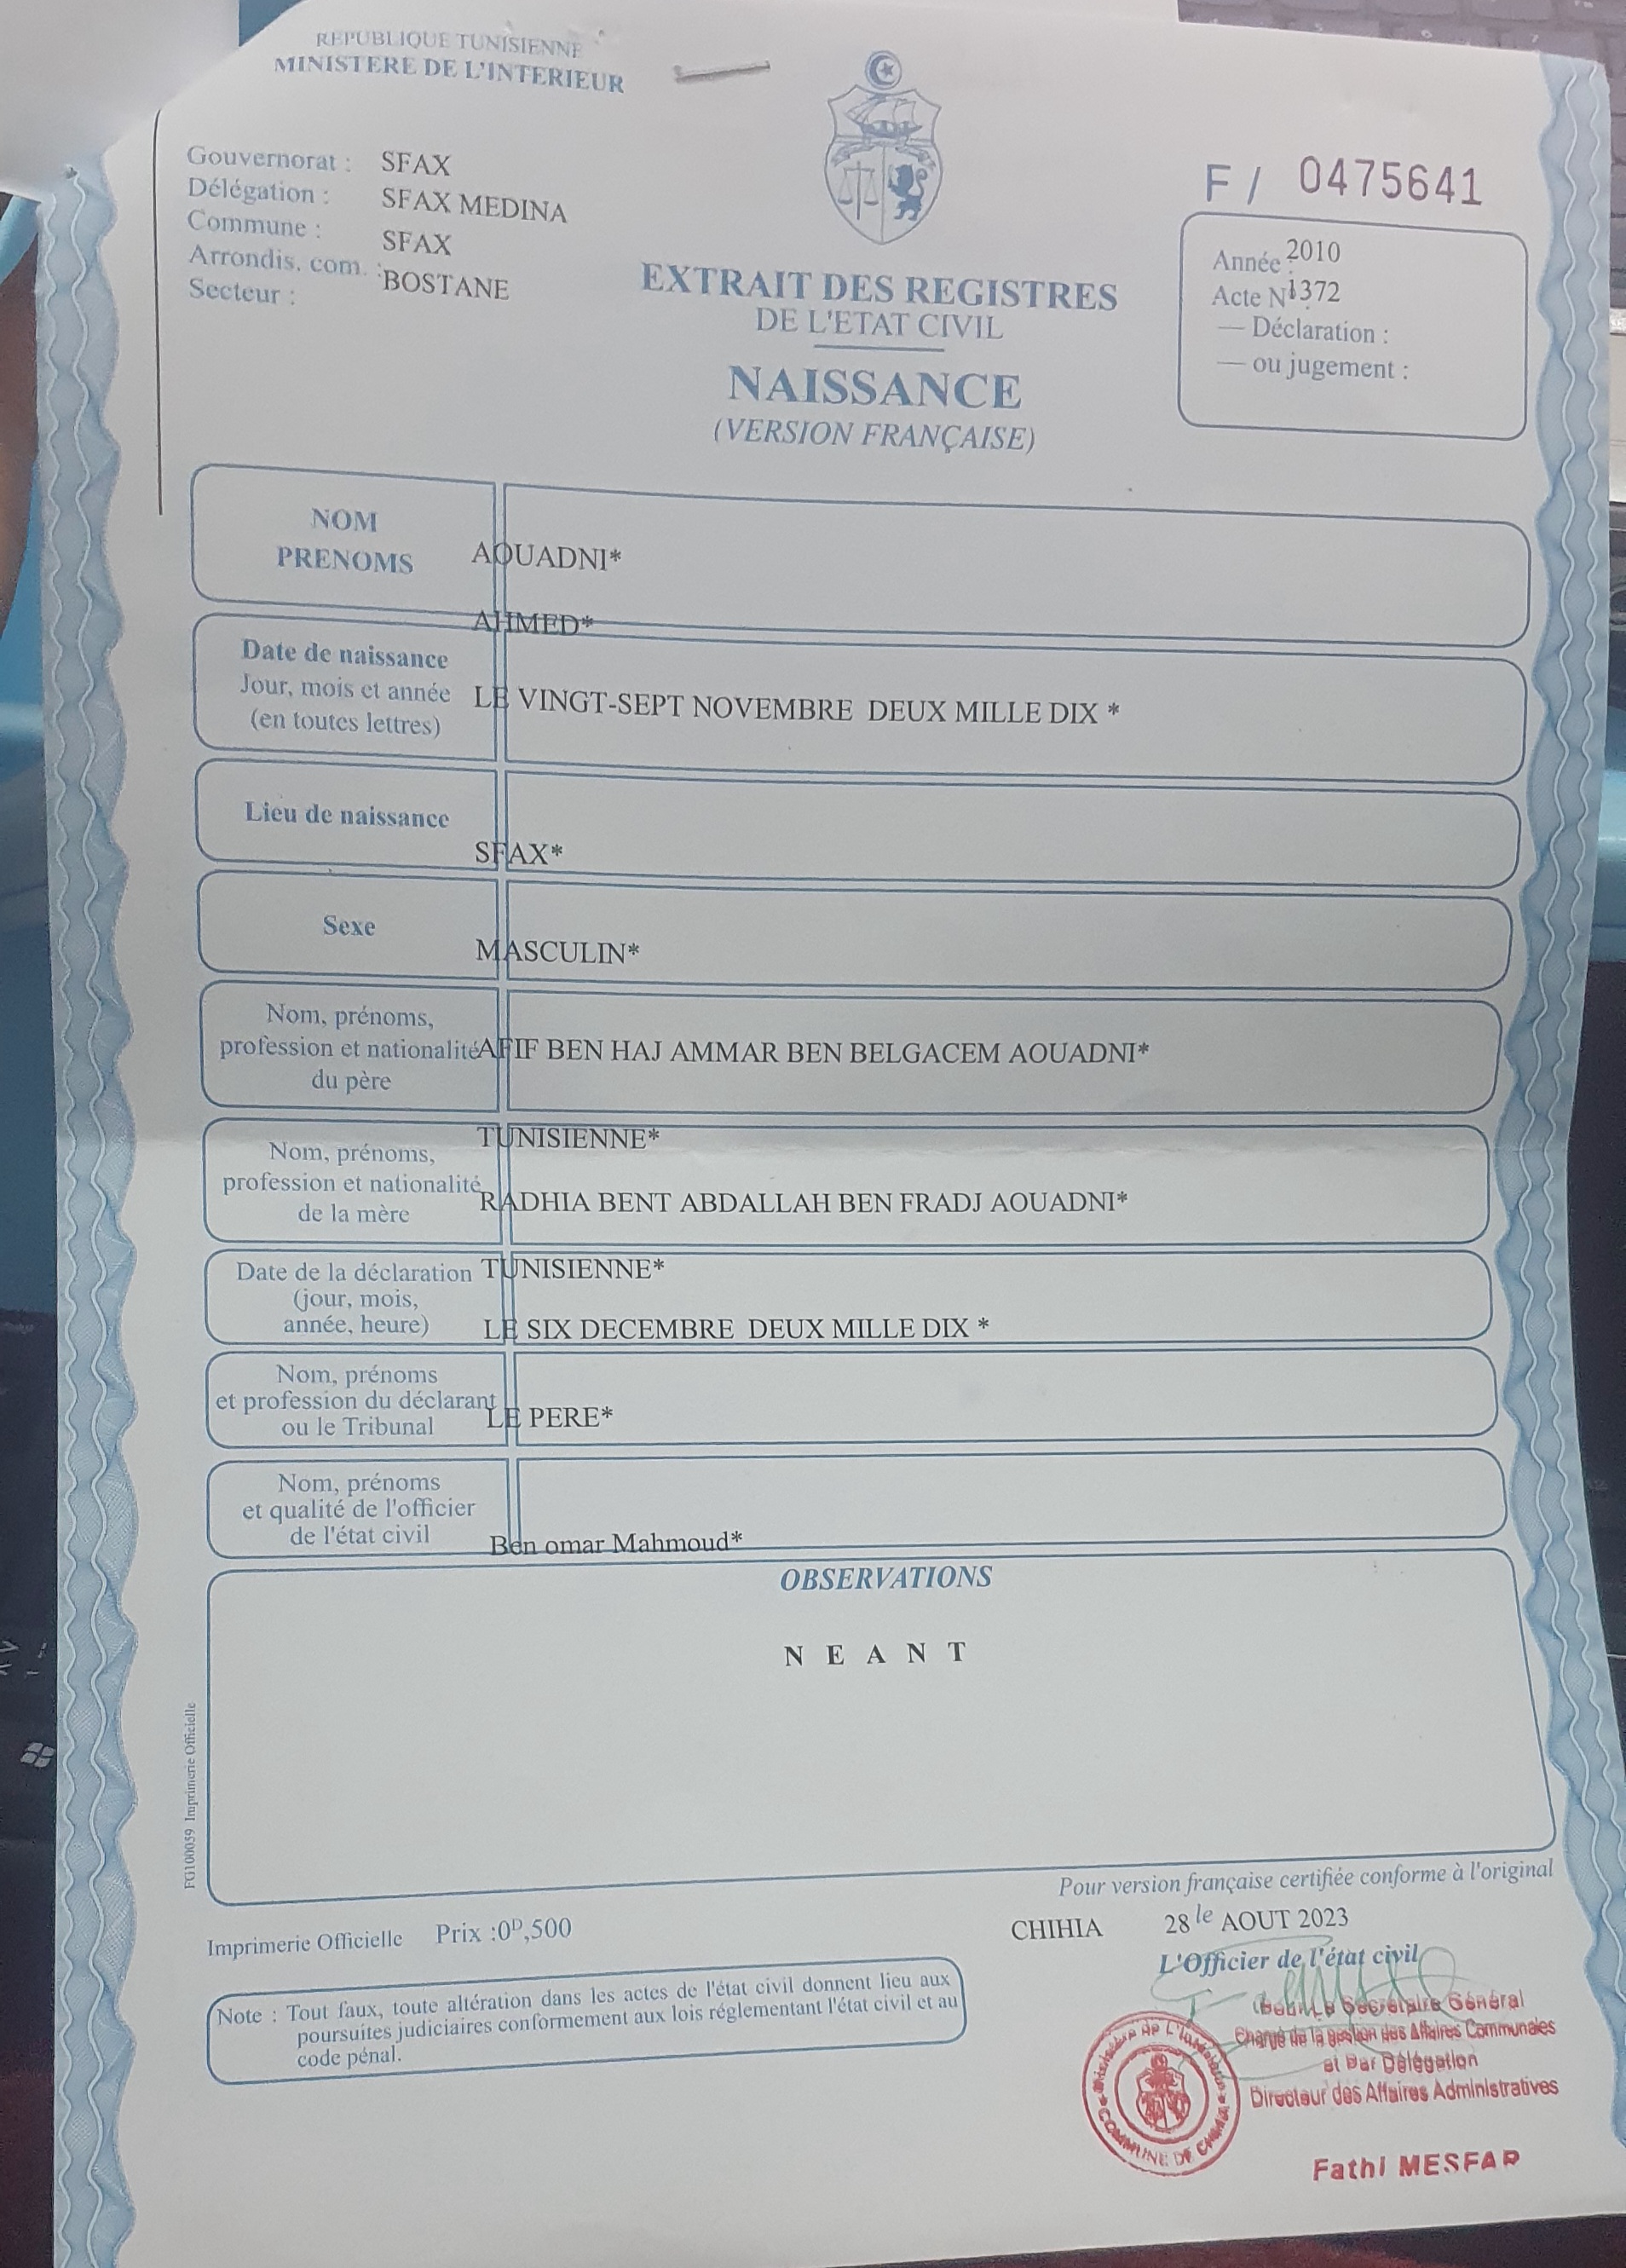 REPUBLIQUE TUNISIENNE
MINISTERE DE L'INTERIEUR
Gouvernorat : SFAX
Délégation : SFAX MEDINA
Commune : SFAX
Arrondis. com. : BOSTANE
Secteur :
F / 0475641
Année : 2010
Acte N 1372
— Déclaration :
— ou jugement :
EXTRAIT DES REGISTRES
DE L'ETAT CIVIL
NAISSANCE
(VERSION FRANÇAISE)
NOM
PRENOMS
AOUADNI*
AHMED*
Date de naissance
Jour, mois et année
(en toutes lettres)
LE VINGT-SEPT NOVEMBRE DEUX MILLE DIX *
Lieu de naissance
SFAX*
Sexe
MASCULIN*
Nom, prénoms,
profession et nationalité
du père
AFIF BEN HAJ AMMAR BEN BELGACEM AOUADNI*
TUNISIENNE*
Nom, prénoms,
profession et nationalité
de la mère
RADHIA BENT ABDALLAH BEN FRADJ AOUADNI*
TUNISIENNE*
Date de la déclaration
(jour, mois,
année, heure)
LE SIX DECEMBRE DEUX MILLE DIX *
Nom, prénoms
et profession du déclarant
ou le Tribunal
LE PERE*
Nom, prénoms
et qualité de l'officier
de l'état civil
Ben omar Mahmoud*
OBSERVATIONS
N E A N T
FG100059 Imprimerie Officielle
Pour version française certifiée conforme à l'original
Imprimerie Officielle Prix :0D,500
CHIHIA 28 le AOUT 2023
L'Officier de l'état civil
Note : Tout faux, toute altération dans les actes de l'état civil donnent lieu aux
poursuites judiciaires conformement aux lois réglementant l'état civil et au
code pénal.
Pour Le Secrétaire Général
Chargé de la gestion des Affaires Communales
et Par Délégation
Directeur des Affaires Administratives
Fathi MESFAR
Ministère de L'Intérieur
COMMUNE DE CHIHIA